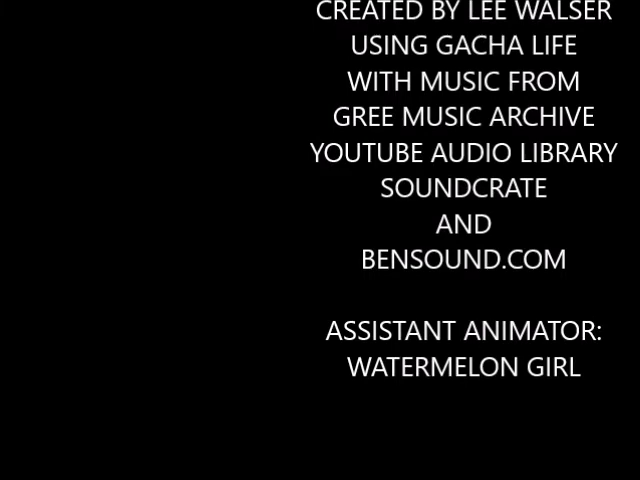 CREATED BY LEE WALSER
USING GACHA LIFE
WITH MUSIC FROM
GREE MUSIC ARCHIVE
YOUTUBE AUDIO LIBRARY
SOUNDCRATE
AND
BENSOUND.COM
ASSISTANT ANIMATOR:
WATERMELON GIRL